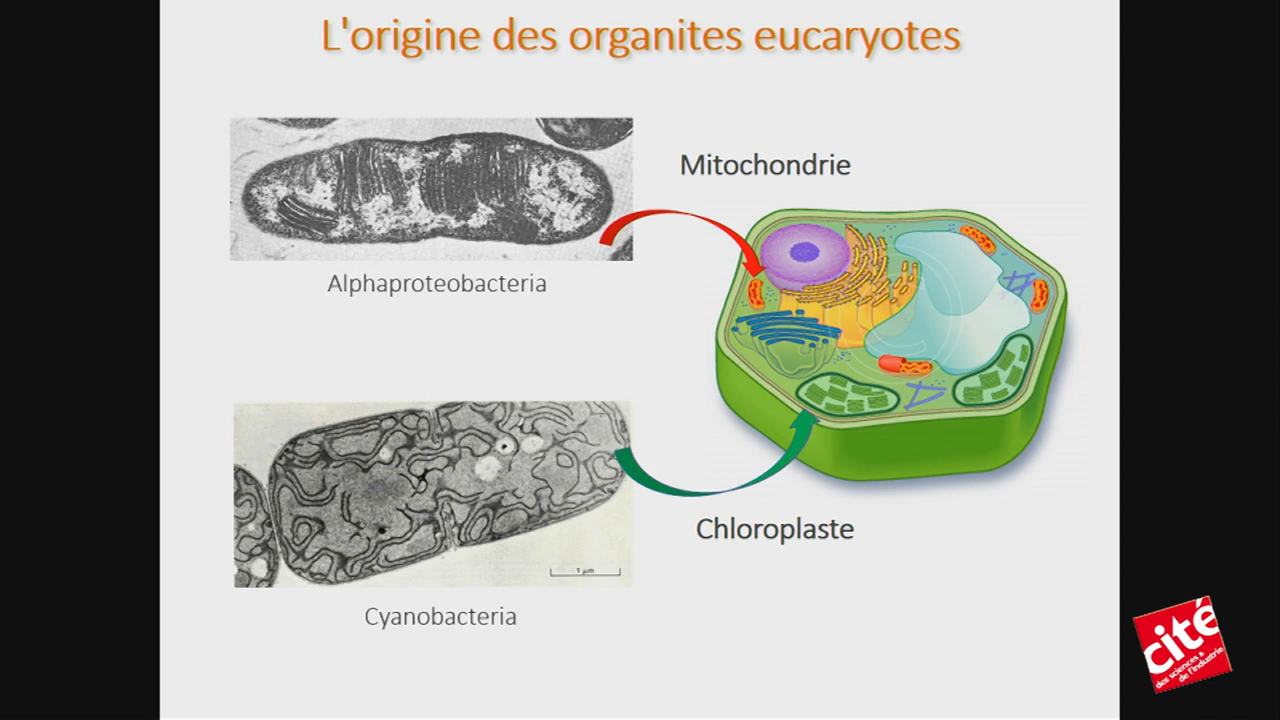 L'origine des organites eucaryotes
Mitochondrie
Alphaproteobacteria
1 µm
Chloroplaste
Cyanobacteria
cité
des sciences &
de l'industrie